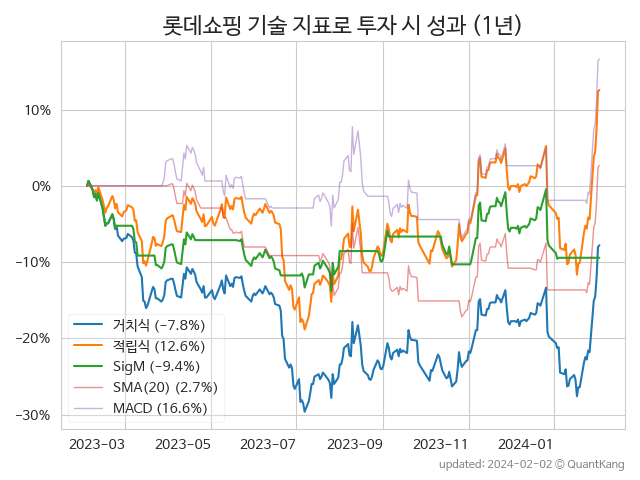 롯데쇼핑 기술 지표로 투자 시 성과 (1년)
10%
0%
−10%
−20%
−30%
거치식 (−7.8%)
적립식 (12.6%)
SigM (−9.4%)
SMA(20) (2.7%)
MACD (16.6%)
2023-03
2023-05
2023-07
2023-09
2023-11
2024-01
updated: 2024-02-02 © QuantKang